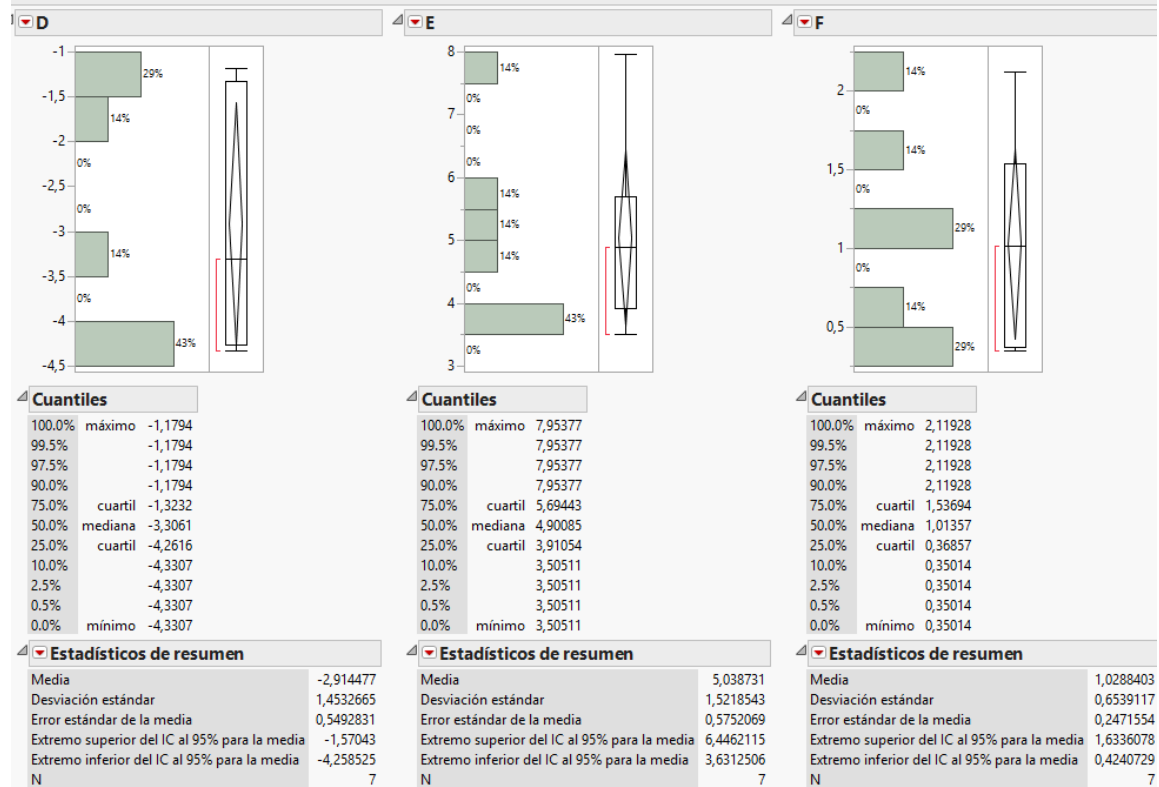 D
-1
29%
-1,5
14%
-2
0%
-2,5
0%
-3
14%
-3,5
0%
-4
43%
-4,5
Cuantiles
100.0% máximo -1,1794
99.5% -1,1794
97.5% -1,1794
90.0% -1,1794
75.0% cuartil -1,3232
50.0% mediana -3,3061
25.0% cuartil -4,2616
10.0% -4,3307
2.5% -4,3307
0.5% -4,3307
0.0% mínimo -4,3307
Estadísticos de resumen
Media -2,914477
Desviación estándar 1,4532665
Error estándar de la media 0,5492831
Extremo superior del IC al 95% para la media -1,57043
Extremo inferior del IC al 95% para la media -4,258525
N 7
E
8
14%
0%
7
0%
0%
6
14%
14%
5
14%
0%
4
43%
0%
3
Cuantiles
100.0% máximo 7,95377
99.5% 7,95377
97.5% 7,95377
90.0% 7,95377
75.0% cuartil 5,69443
50.0% mediana 4,90085
25.0% cuartil 3,91054
10.0% 3,50511
2.5% 3,50511
0.5% 3,50511
0.0% mínimo 3,50511
Estadísticos de resumen
Media 5,038731
Desviación estándar 1,5218543
Error estándar de la media 0,5752069
Extremo superior del IC al 95% para la media 6,4462115
Extremo inferior del IC al 95% para la media 3,6312506
N 7
F
14%
2
0%
14%
1,5
0%
29%
1
0%
14%
0,5
29%
Cuantiles
100.0% máximo 2,11928
99.5% 2,11928
97.5% 2,11928
90.0% 2,11928
75.0% cuartil 1,53694
50.0% mediana 1,01357
25.0% cuartil 0,36857
10.0% 0,35014
2.5% 0,35014
0.5% 0,35014
0.0% mínimo 0,35014
Estadísticos de resumen
Media 1,0288403
Desviación estándar 0,6539117
Error estándar de la media 0,2471554
Extremo superior del IC al 95% para la media 1,6336078
Extremo inferior del IC al 95% para la media 0,4240729
N 7